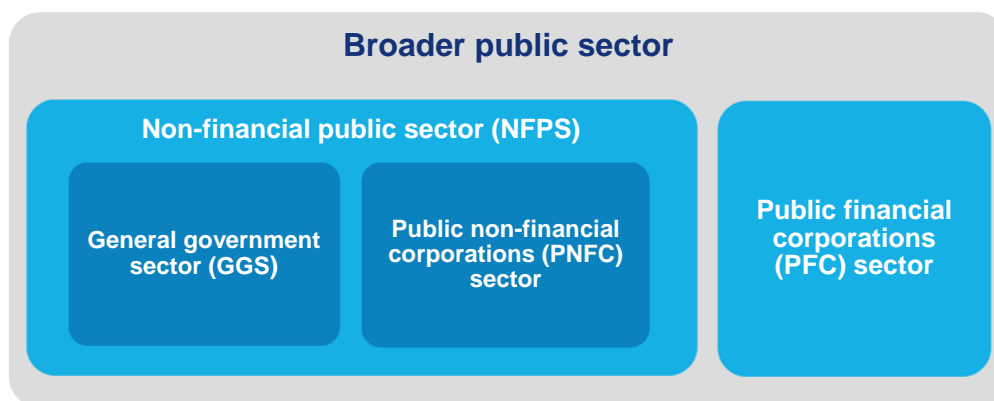 Broader public sector
Non-financial public sector (NFPS)
General government
sector (GGS)
Public non-financial
corporations (PNFC)
sector
Public financial
corporations
(PFC) sector